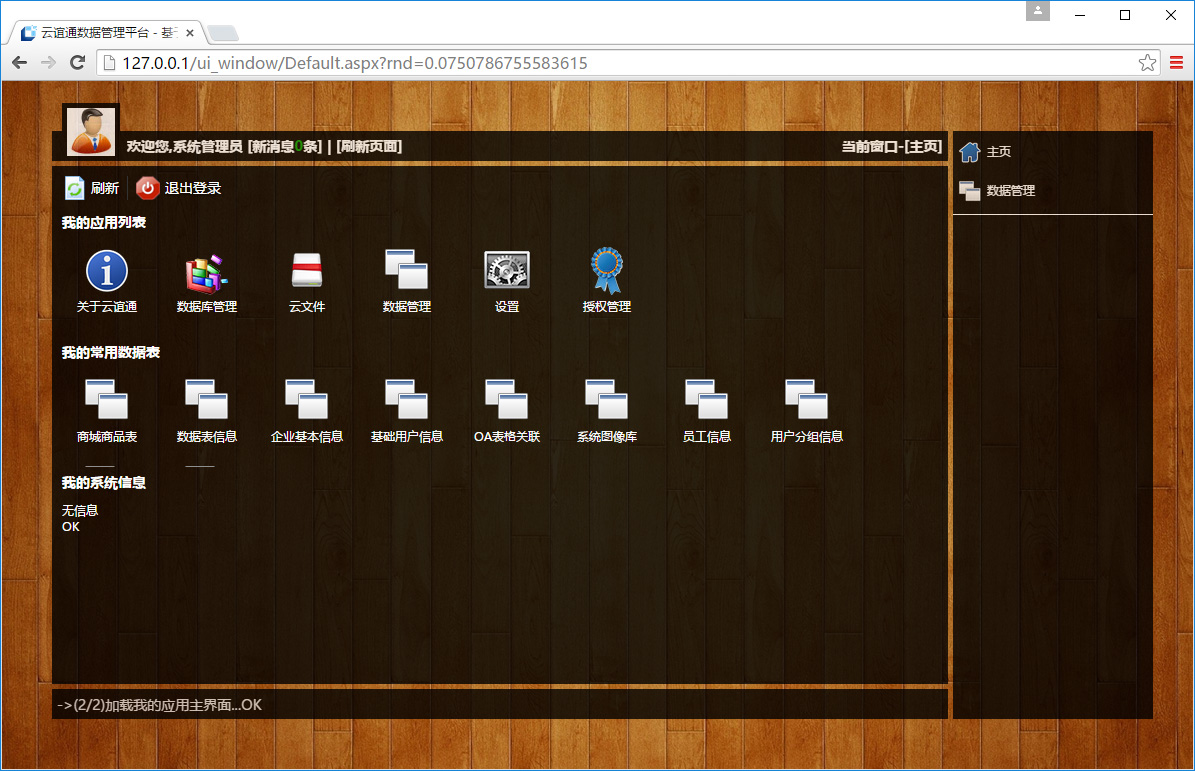 云谊通数据管理平台 - 基
127.0.0.1/ui_window/Default.aspx?rnd=0.0750786755583615
欢迎您,系统管理员 [新消息0条] | [刷新页面]
当前窗口-[主页]
主页
数据管理
刷新
退出登录
我的应用列表
关于云谊通
数据库管理
云文件
数据管理
设置
授权管理
我的常用数据表
商城商品表
数据表信息
企业基本信息
基础用户信息
OA表格关联
系统图像库
员工信息
用户分组信息
我的系统信息
无信息
OK
->(2/2)加载我的应用主界面...OK